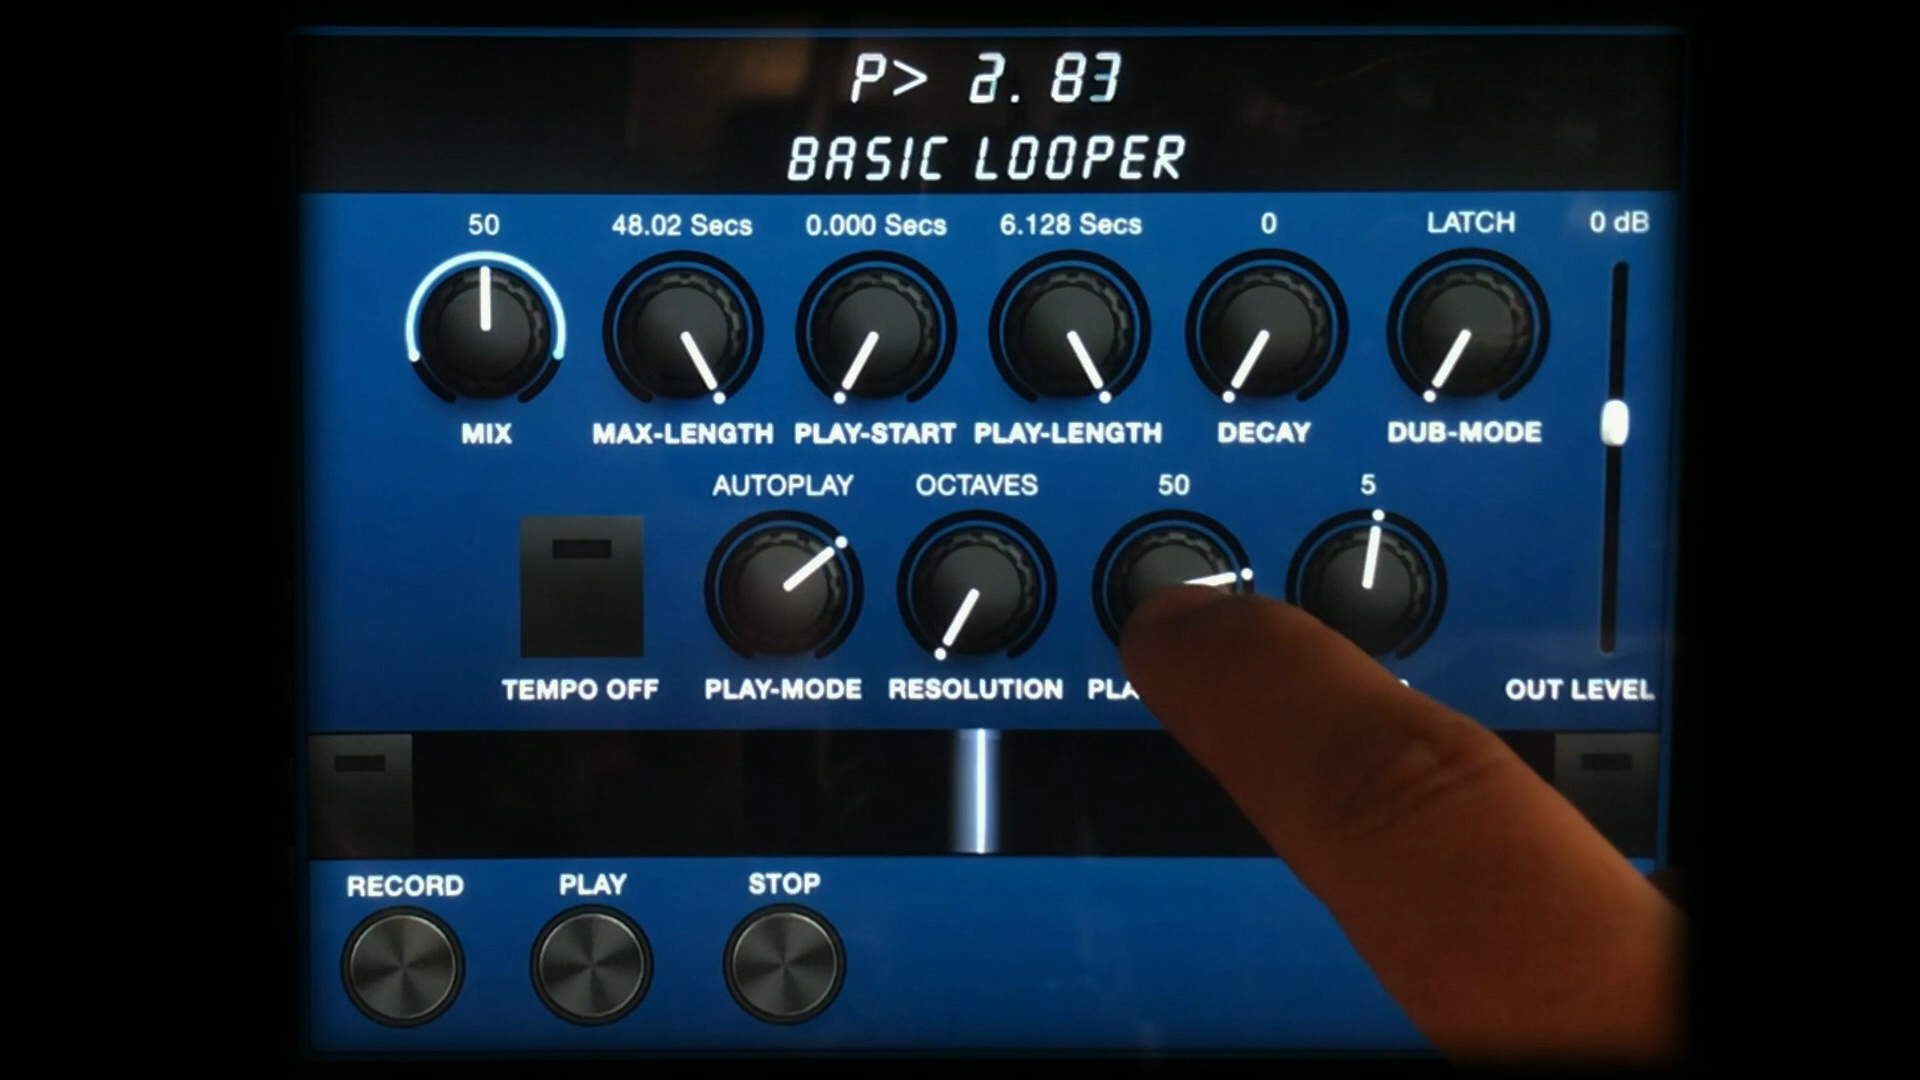 P> 2.83
BASIC LOOPER
50 48.02 Secs 0.000 Secs 6.128 Secs 0 LATCH 0 dB
MIX MAX-LENGTH PLAY-START PLAY-LENGTH DECAY DUB-MODE
AUTOPLAY OCTAVES 50 5
TEMPO OFF PLAY-MODE RESOLUTION OUT LEVEL
RECORD PLAY STOP